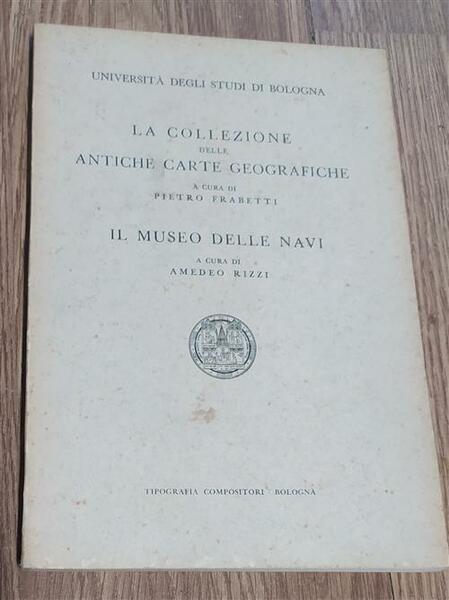 UNIVERSITÀ DEGLI STUDI DI BOLOGNA
LA COLLEZIONE
DELLE
ANTICHE CARTE GEOGRAFICHE
A CURA DI
PIETRO FRABETTI
IL MUSEO DELLE NAVI
A CURA DI
AMEDEO RIZZI
TIPOGRAFIA COMPOSITORI - BOLOGNA